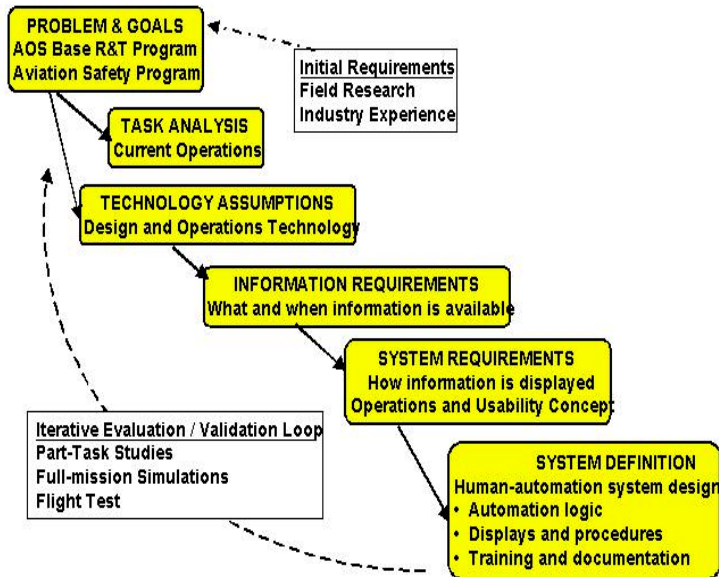 PROBLEM & GOALS
AOS Base R&T Program
Aviation Safety Program
Initial Requirements
Field Research
Industry Experience
TASK ANALYSIS
Current Operations
TECHNOLOGY ASSUMPTIONS
Design and Operations Technology
INFORMATION REQUIREMENTS
What and when information is available
SYSTEM REQUIREMENTS
How information is displayed
Operations and Usability Concept
Iterative Evaluation / Validation Loop
Part-Task Studies
Full-mission Simulations
Flight Test
SYSTEM DEFINITION
Human-automation system design
• Automation logic
• Displays and procedures
• Training and documentation